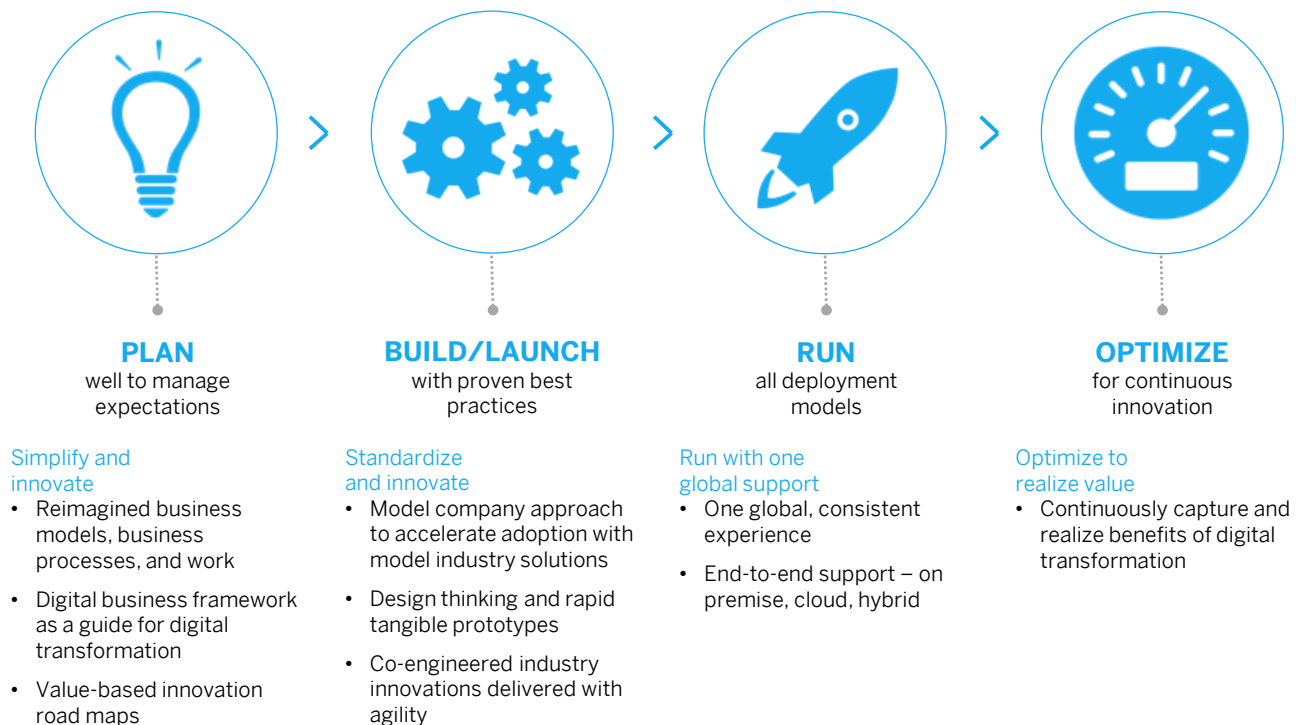 PLAN
well to manage
expectations
Simplify and
innovate
• Reimagined business
models, business
processes, and work
• Digital business framework
as a guide for digital
transformation
• Value-based innovation
road maps
BUILD/LAUNCH
with proven best
practices
Standardize
and innovate
• Model company approach
to accelerate adoption with
model industry solutions
• Design thinking and rapid
tangible prototypes
• Co-engineered industry
innovations delivered with
agility
RUN
all deployment
models
Run with one
global support
• One global, consistent
experience
• End-to-end support – on
premise, cloud, hybrid
OPTIMIZE
for continuous
innovation
Optimize to
realize value
• Continuously capture and
realize benefits of digital
transformation